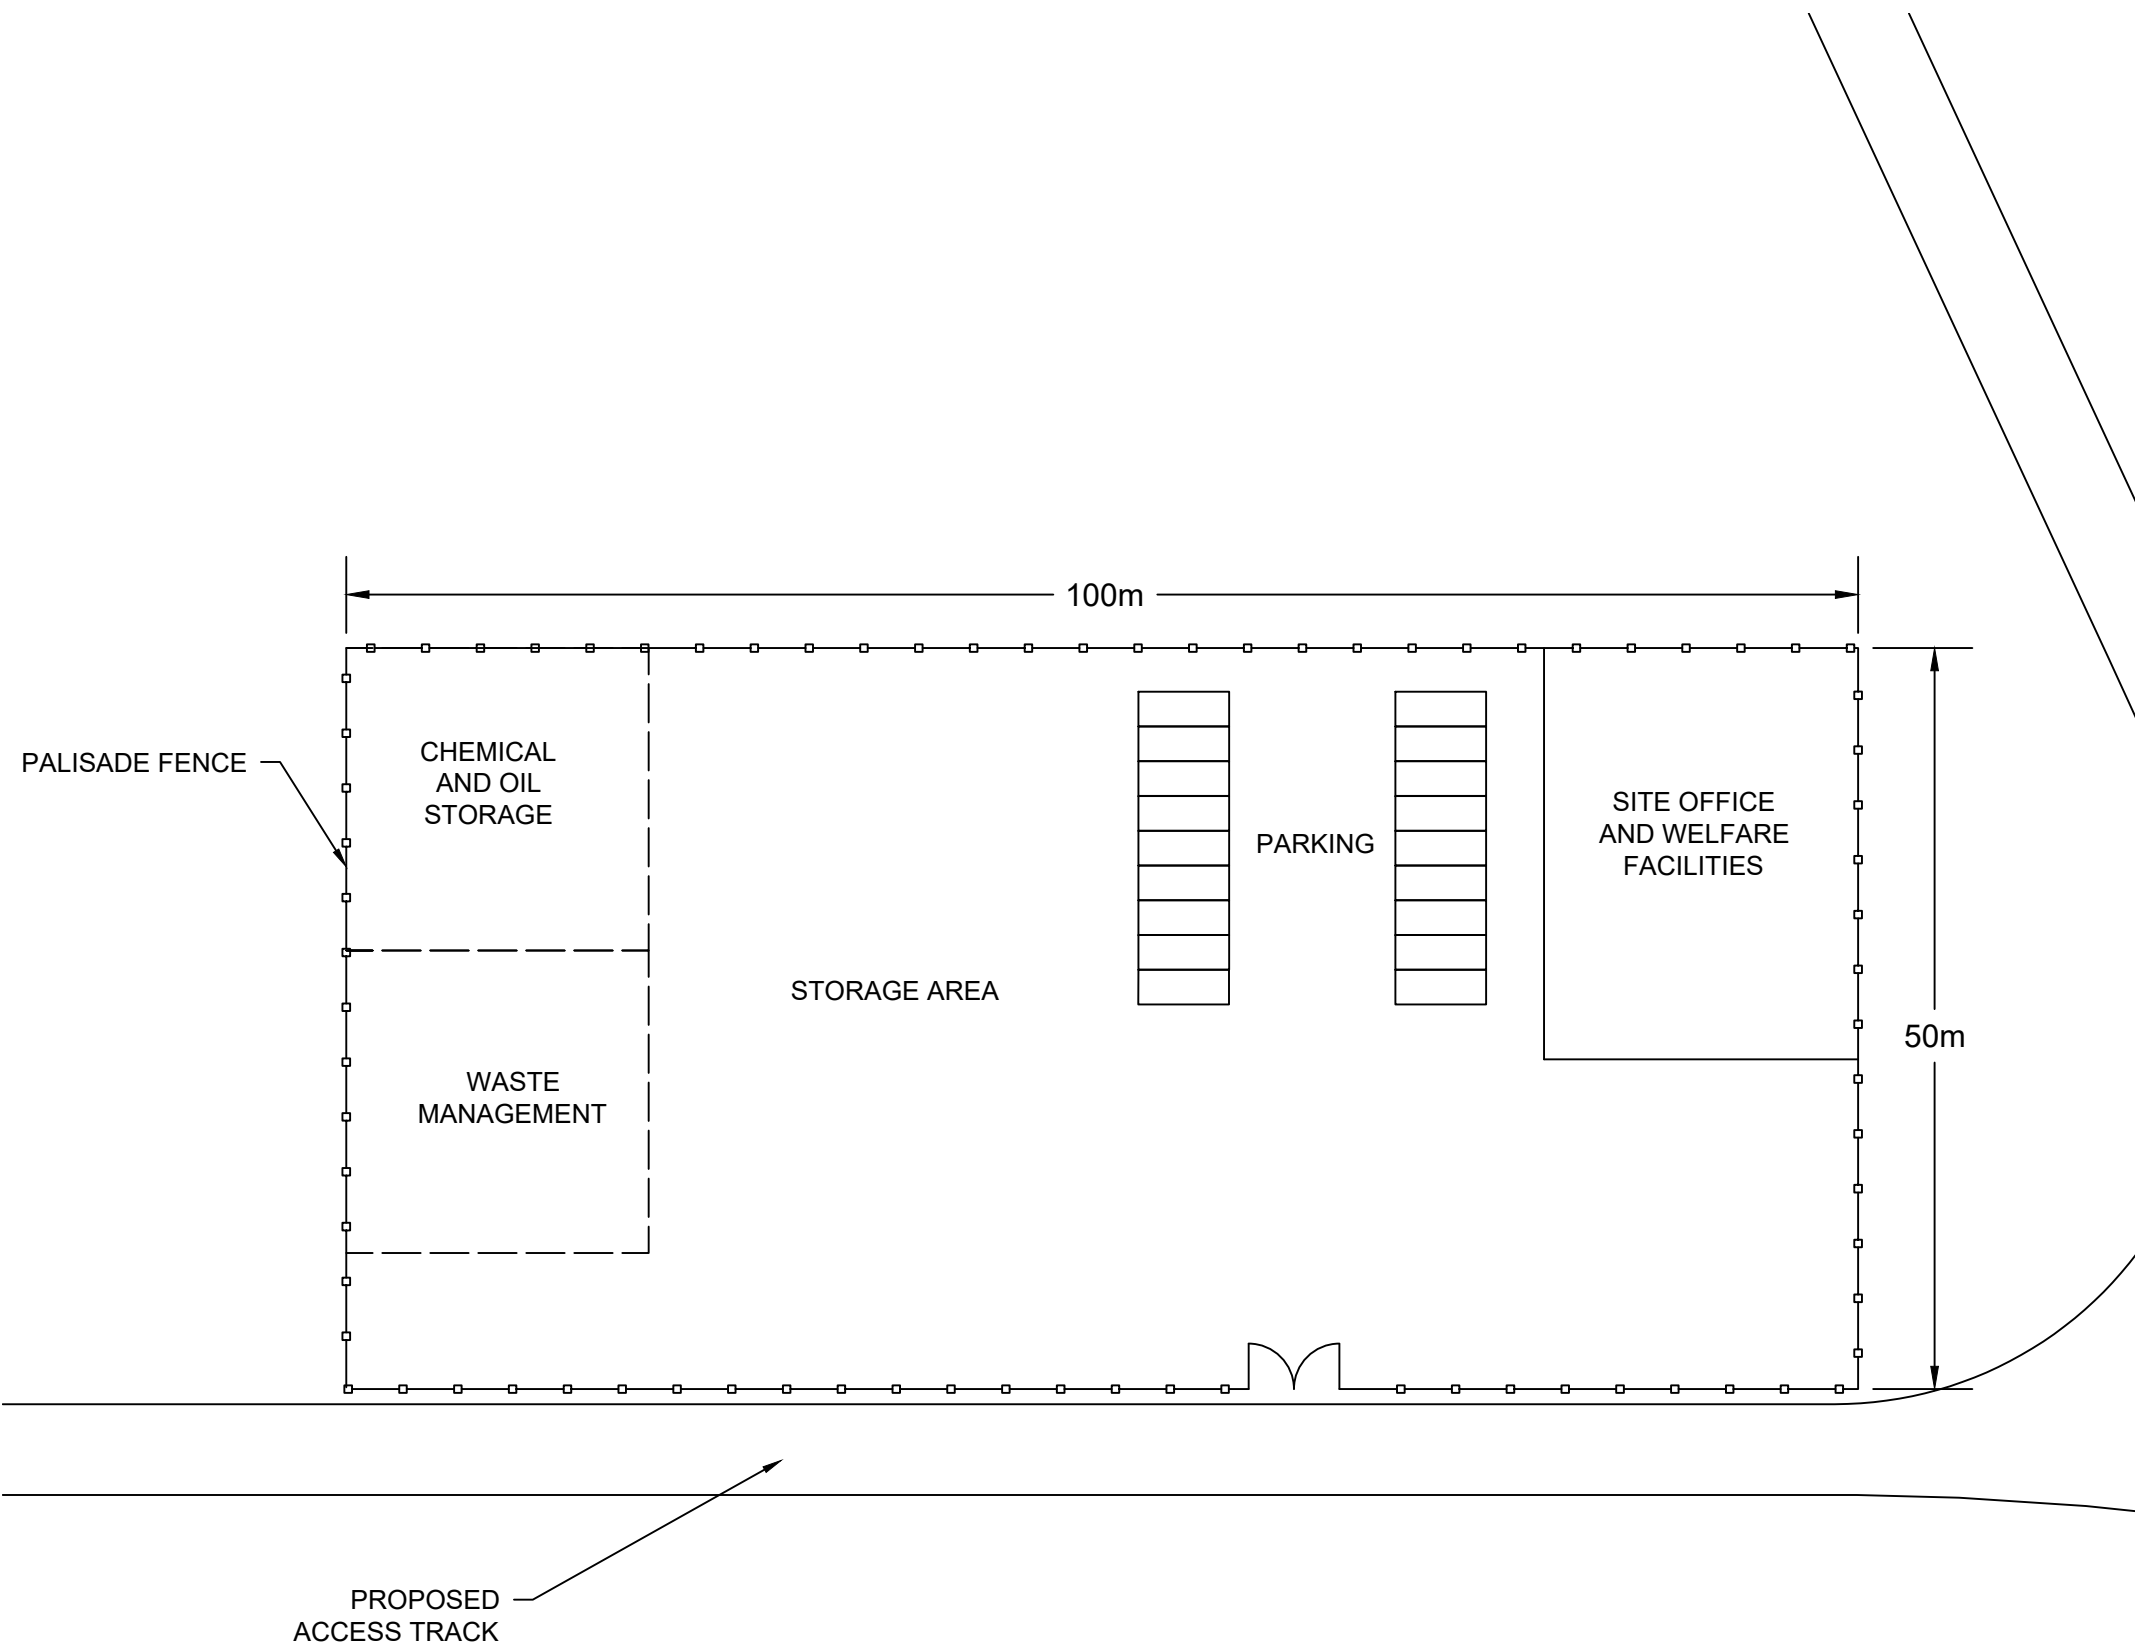 100m
PALISADE FENCE
CHEMICAL
AND OIL
STORAGE
PARKING
SITE OFFICE
AND WELFARE
FACILITIES
STORAGE AREA
50m
WASTE
MANAGEMENT
PROPOSED
ACCESS TRACK